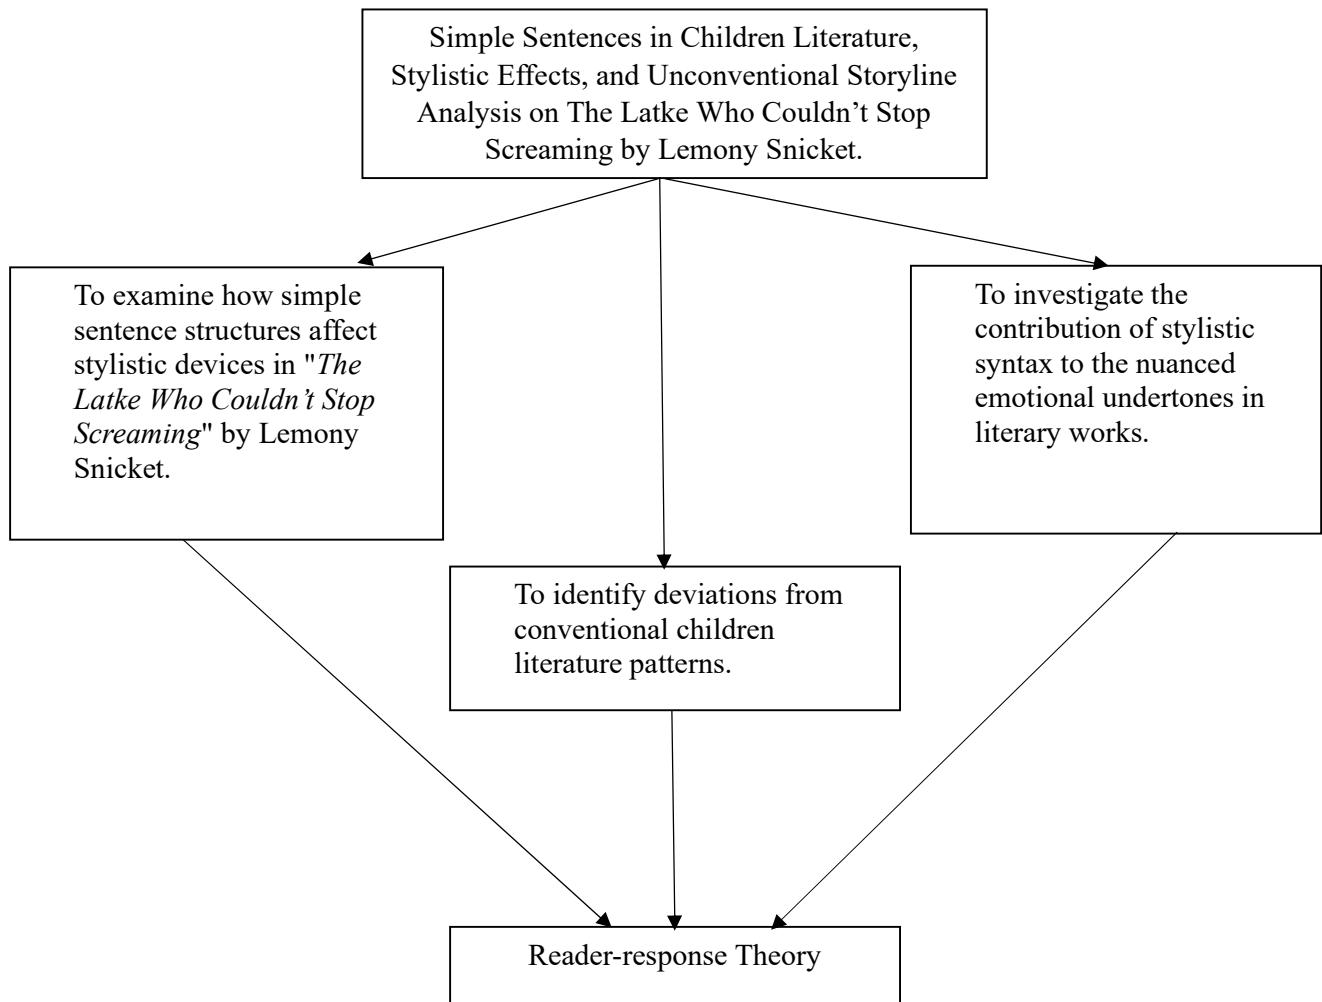 Simple Sentences in Children Literature,
Stylistic Effects, and Unconventional Storyline
Analysis on The Latke Who Couldn’t Stop
Screaming by Lemony Snicket.
To examine how simple
sentence structures affect
stylistic devices in "The
Latke Who Couldn’t Stop
Screaming" by Lemony
Snicket.
To investigate the
contribution of stylistic
syntax to the nuanced
emotional undertones in
literary works.
To identify deviations from
conventional children
literature patterns.
Reader-response Theory